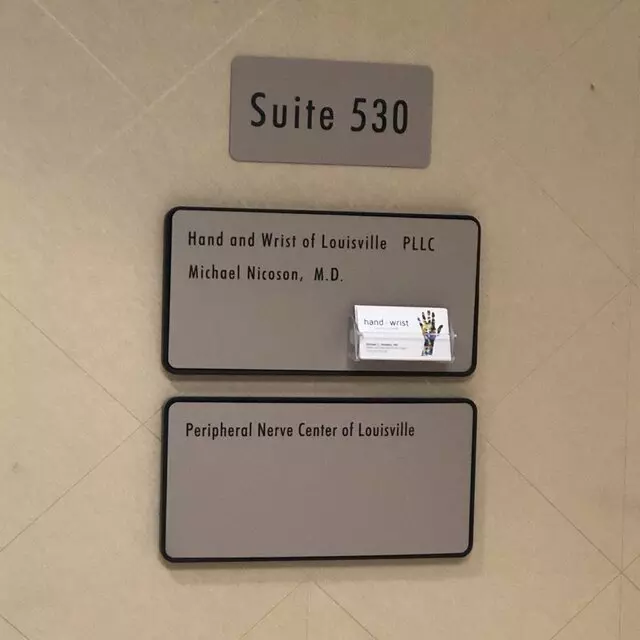 Suite 530
Hand and Wrist of Louisville PLLC
Michael Nicoson, M.D.
hand wrist
Peripheral Nerve Center of Louisville